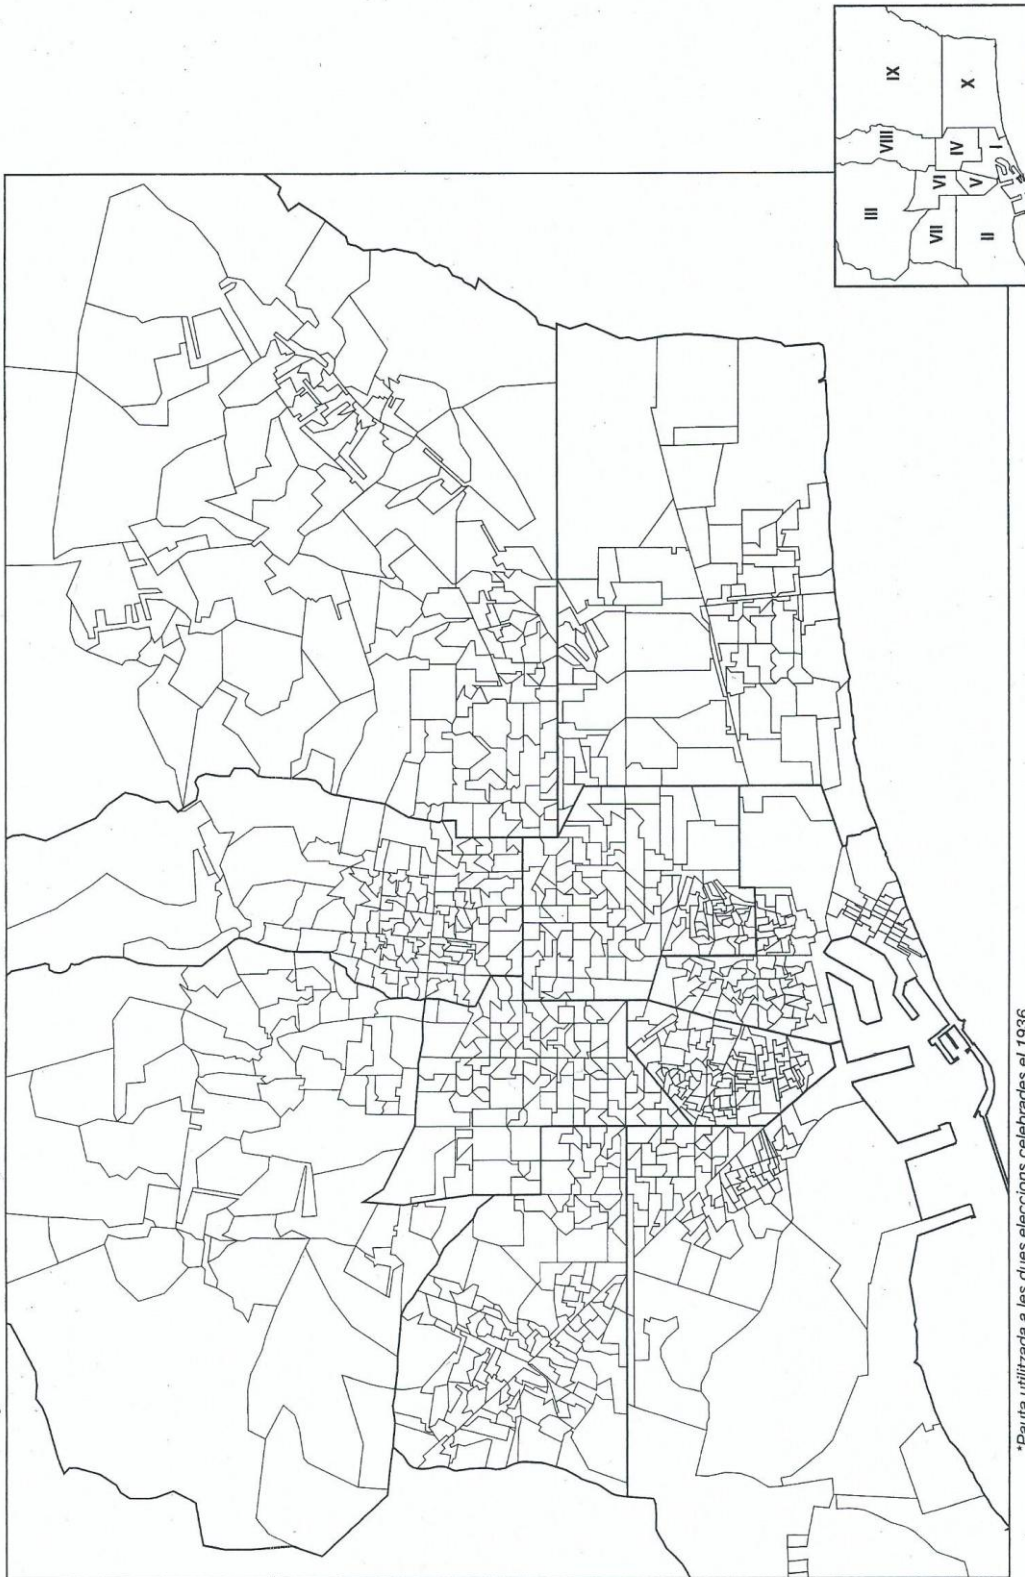 IX
X
VIII
IV
I
VI
V
III
VII
II
*Pauta utilitzada a les dues eleccions celebrades el 1936